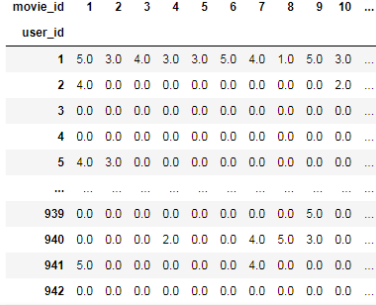 movie_id 1 2 3 4 5 6 7 8 9 10 ...
user_id
1 5.0 3.0 4.0 3.0 3.0 5.0 4.0 1.0 5.0 3.0 ...
2 4.0 0.0 0.0 0.0 0.0 0.0 0.0 0.0 0.0 2.0 ...
3 0.0 0.0 0.0 0.0 0.0 0.0 0.0 0.0 0.0 0.0 ...
4 0.0 0.0 0.0 0.0 0.0 0.0 0.0 0.0 0.0 0.0 ...
5 4.0 3.0 0.0 0.0 0.0 0.0 0.0 0.0 0.0 0.0 ...
... ... ... ... ... ... ... ... ... ... ... ...
939 0.0 0.0 0.0 0.0 0.0 0.0 0.0 0.0 5.0 0.0 ...
940 0.0 0.0 0.0 2.0 0.0 0.0 4.0 5.0 3.0 0.0 ...
941 5.0 0.0 0.0 0.0 0.0 0.0 4.0 0.0 0.0 0.0 ...
942 0.0 0.0 0.0 0.0 0.0 0.0 0.0 0.0 0.0 0.0 ...